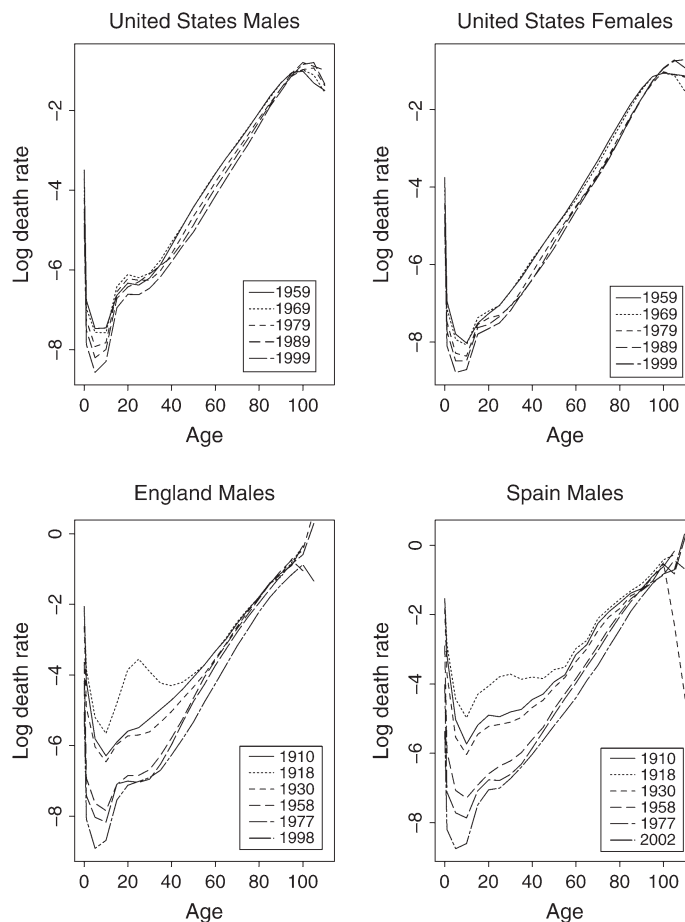 United States Males
Log death rate
−2
−4
−6
−8
1959
1969
1979
1989
1999
0 20 40 60 80 100
Age
United States Females
Log death rate
−2
−4
−6
−8
1959
1969
1979
1989
1999
0 20 40 60 80 100
Age
England Males
Log death rate
0
−2
−4
−6
−8
1910
1918
1930
1958
1977
1998
0 20 40 60 80 100
Age
Spain Males
Log death rate
0
−2
−4
−6
−8
1910
1918
1930
1958
1977
2002
0 20 40 60 80 100
Age